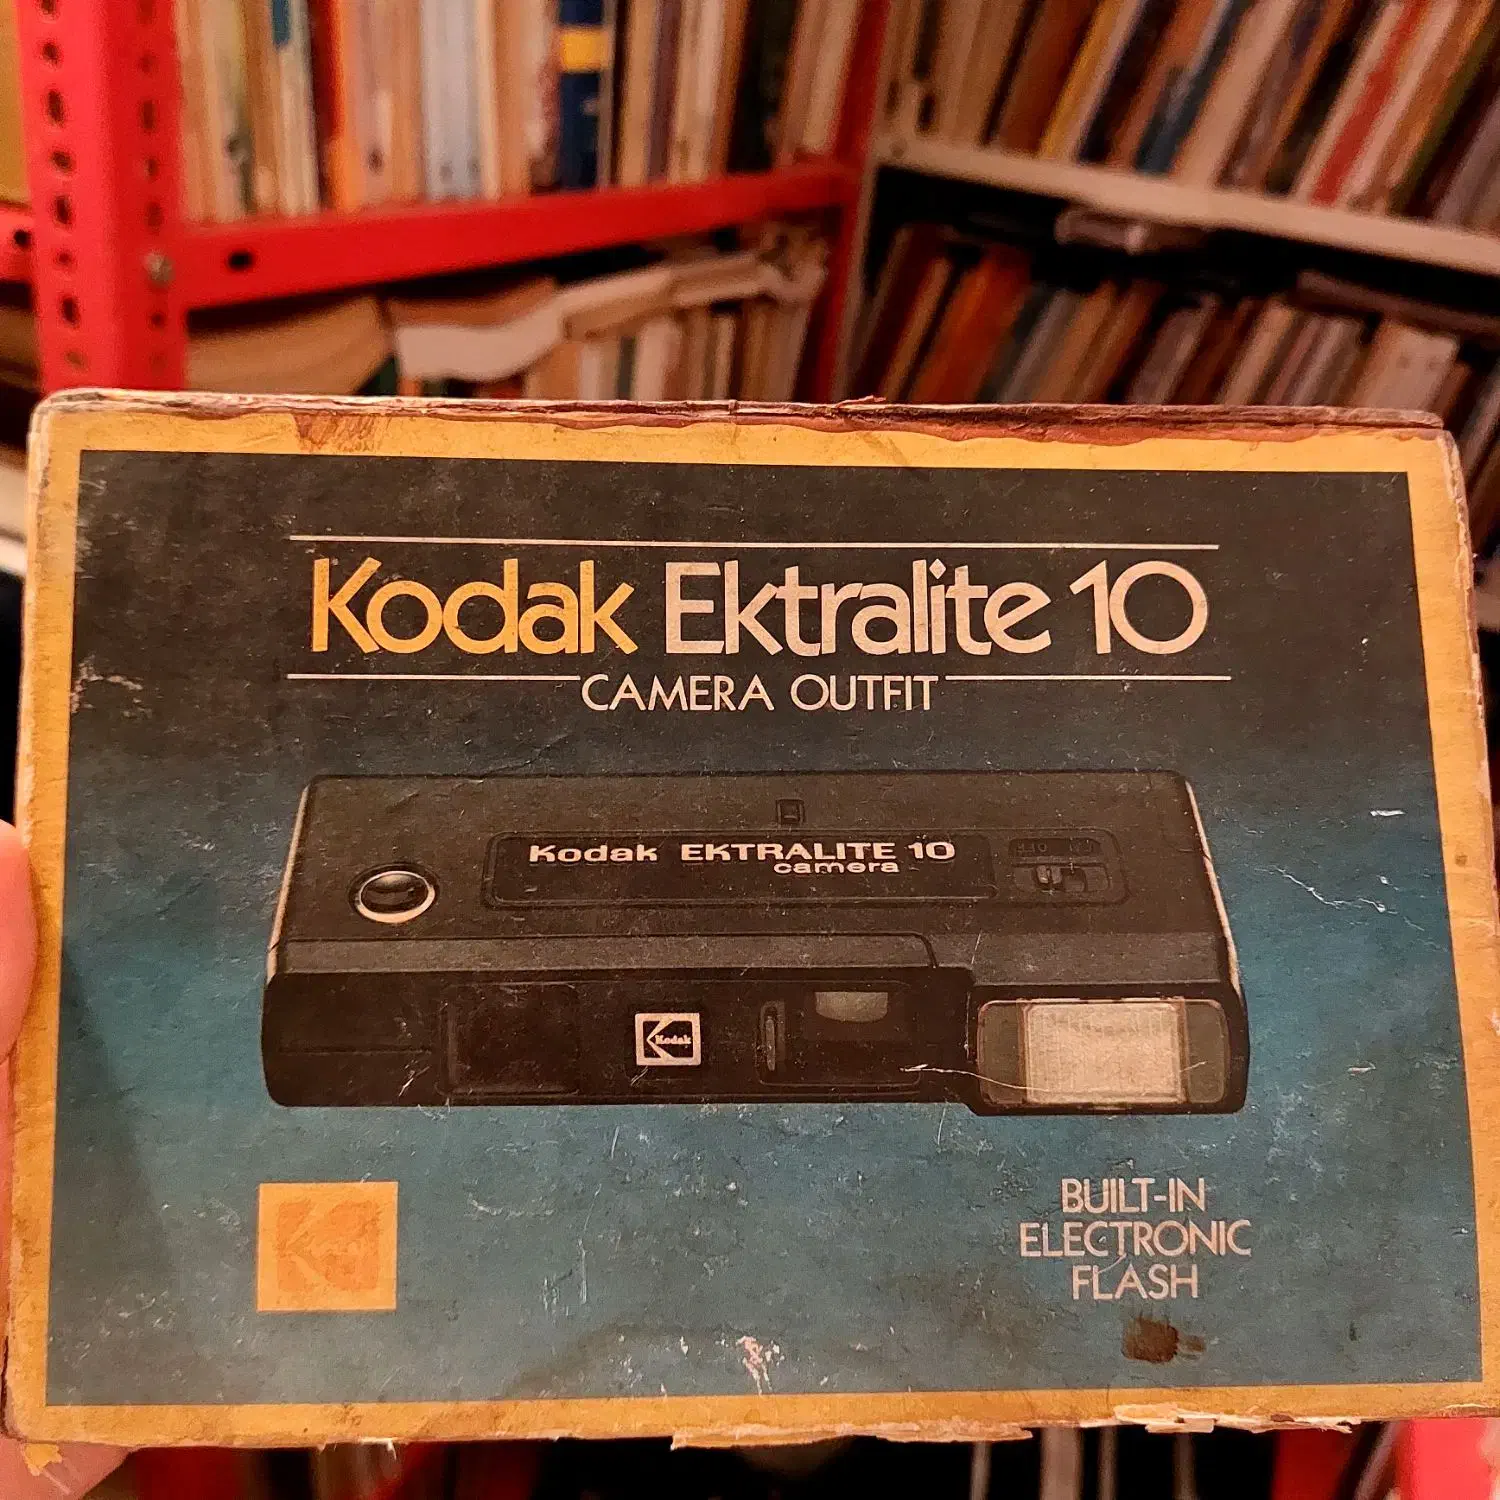 Kodak Ektralite 10
CAMERA OUTFIT
Kodak EKTRALITE 10
camera
Kodak
BUILT-IN
ELECTRONIC
FLASH